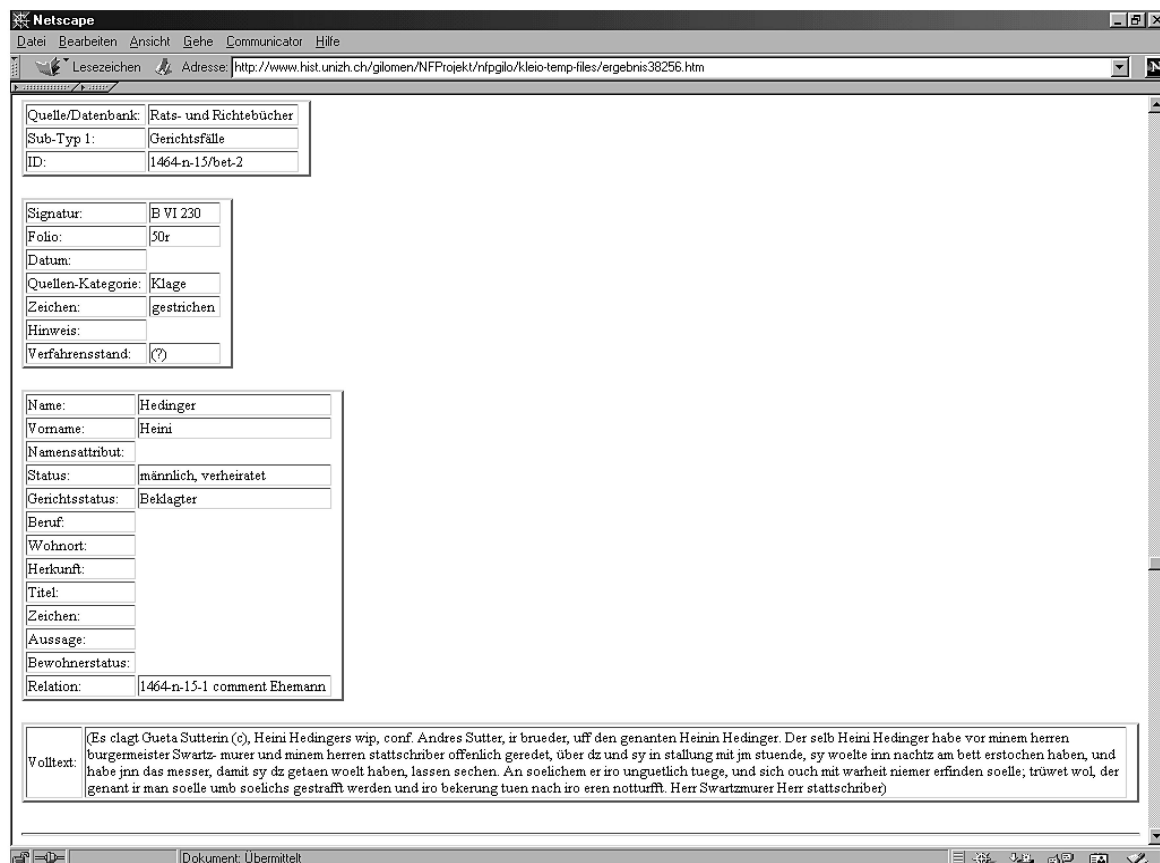 Netscape
Datei Bearbeiten Ansicht Gehe Communicator Hilfe
Lesezeichen Adresse: http://www.hist.unizh.ch/gilomen/NFProjekt/nfpgilo/kleio-temp-files/ergebnis38256.htm
Quelle/Datenbank: Rats- und Richtebücher
Sub-Typ 1: Gerichtsfälle
ID: 1464-n-15/bet-2
Signatur: B VI 230
Folio: 50r
Datum:
Quellen-Kategorie: Klage
Zeichen: gestrichen
Hinweis:
Verfahrensstand: (?)
Name: Hedinger
Vorname: Heini
Namensattribut:
Status: männlich, verheiratet
Gerichtsstatus: Beklagter
Beruf:
Wohnort:
Herkunft:
Titel:
Zeichen:
Aussage:
Bewohnerstatus:
Relation: 1464-n-15-1 comment Ehemann
(Es clagt Gueta Sutterin (c), Heini Hedingers wip, conf. Andres Sutter, ir brueder, uff den genanten Heinin Hedinger. Der selb Heini Hedinger habe vor minem herren
burgermeister Swartz- murer und minem herren stattschriber offenlich geredet, über dz und sy in stallung mit jm stuende, sy woelte inn nachtz am bett erstochen haben, und
Volltext: habe jnn das messer, damit sy dz getaen woelt haben, lassen sechen. An soelichem er iro unguetlich tuege, und sich ouch mit warheit niemer erfinden soelle; trüwet wol, der
genant ir man soelle umb soelichs gestrafft werden und iro bekerung tuen nach iro eren notturfft. Herr Swartzmurer Herr stattschriber)
Dokument: Übermittelt